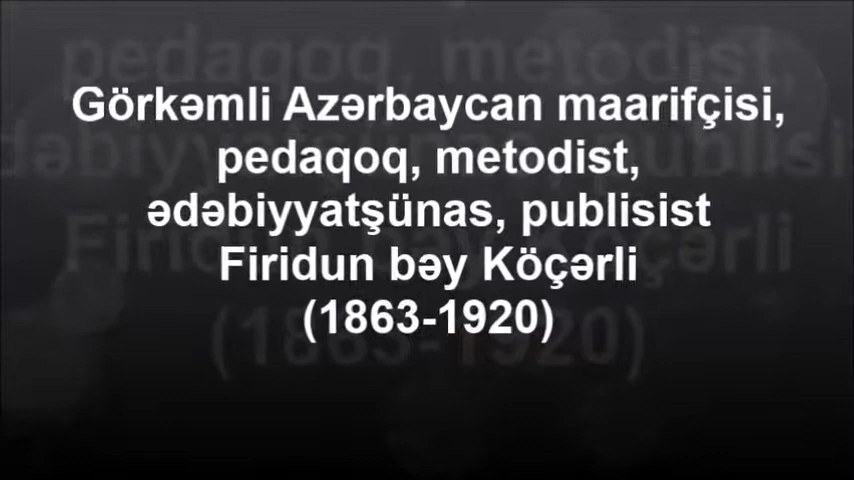 Görkəmli Azərbaycan maarifçisi,
pedaqoq, metodist,
ədəbiyyatşünas, publisist
Firidun bəy Köçərli
(1863-1920)